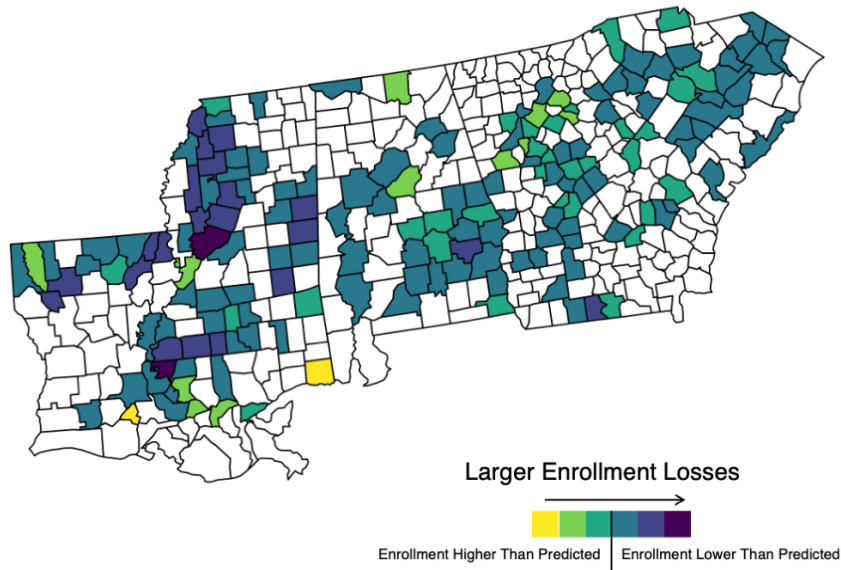 Larger Enrollment Losses
Enrollment Higher Than Predicted
Enrollment Lower Than Predicted